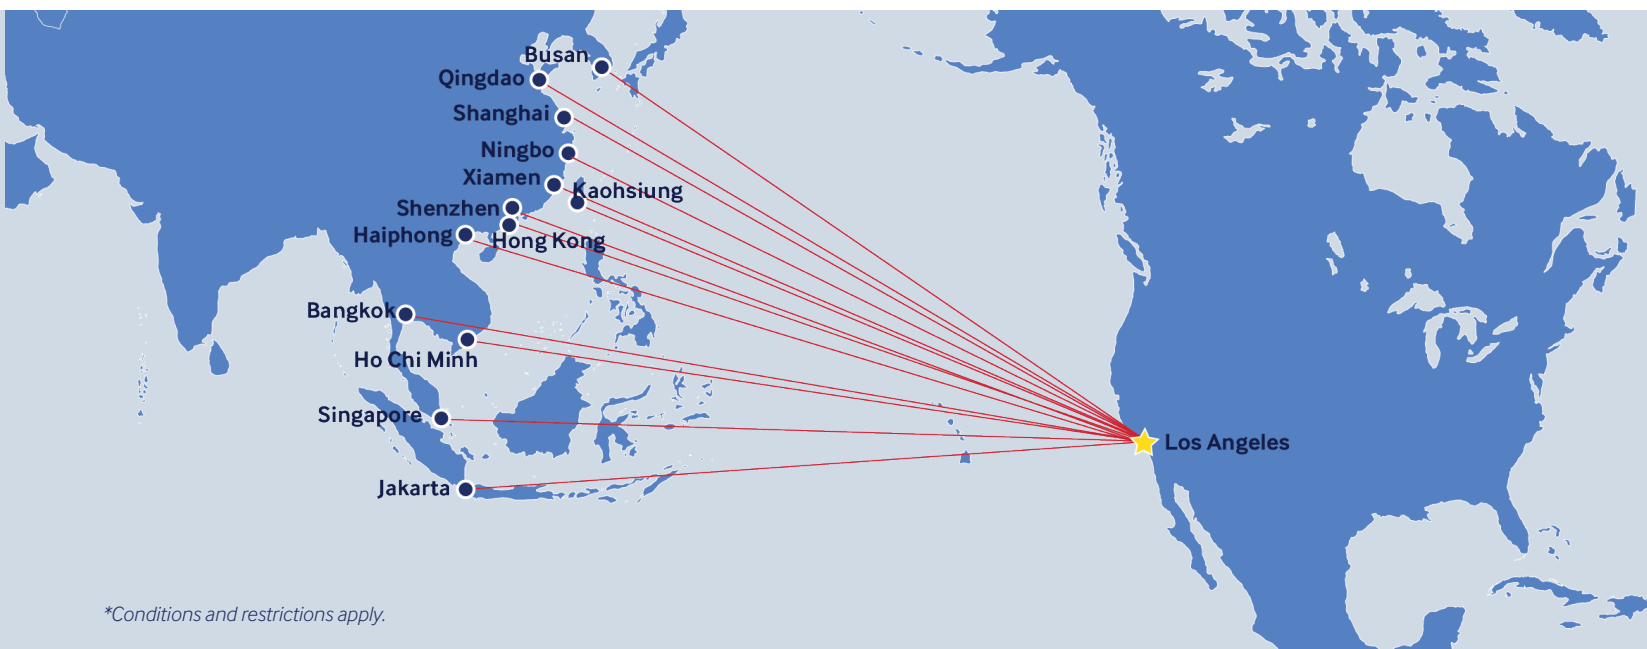 Busan
Qingdao
Shanghai
Ningbo
Xiamen
Kaohsiung
Shenzhen
Haiphong
Hong Kong
Bangkok
Ho Chi Minh
Singapore
Los Angeles
Jakarta
*Conditions and restrictions apply.